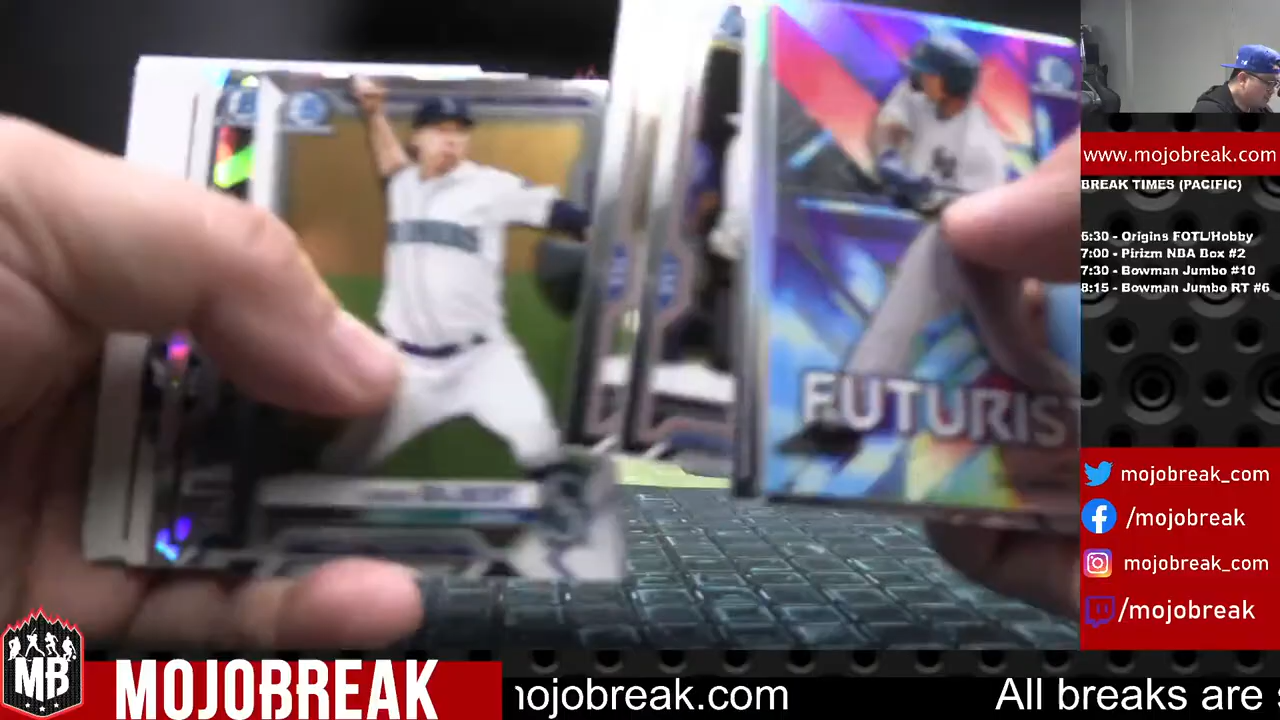 www.mojobreak.com
BREAK TIMES (PACIFIC)
5:30 - Origins FOTL/Hobby
7:00 - Pirizm NBA Box #2
7:30 - Bowman Jumbo #10
8:15 - Bowman Jumbo RT #6
FUTURIST
mojobreak_com
/mojobreak
mojobreak_com
/mojobreak
MB
MOJOBREAK
mojobreak.com
All breaks are s